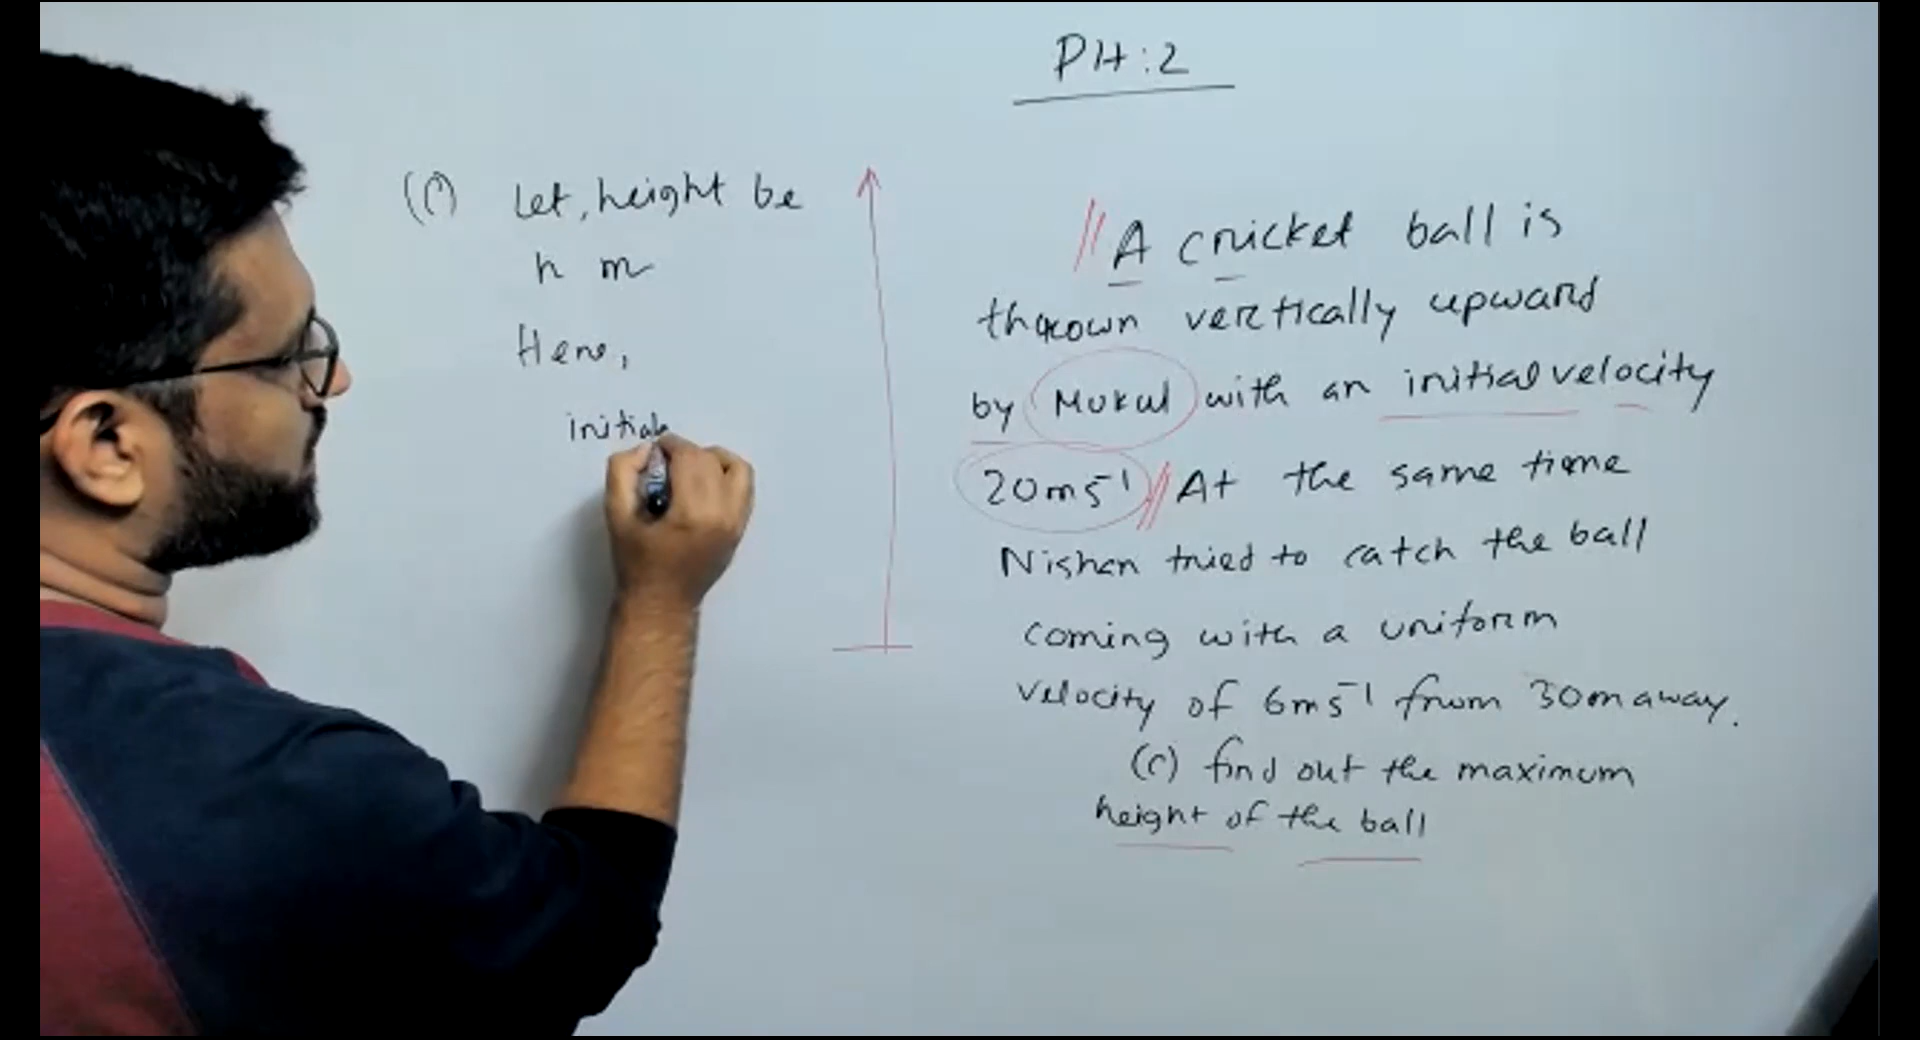 PH:2
(C) Let, height be
h m
Here,
initial
// A cricket ball is
thrown vertically upward
by Mukul with an initial velocity
20ms⁻¹ // At the same time
Nishan tried to catch the ball
coming with a uniform
velocity of 6ms⁻¹ from 30m away.
(C) find out the maximum
height of the ball